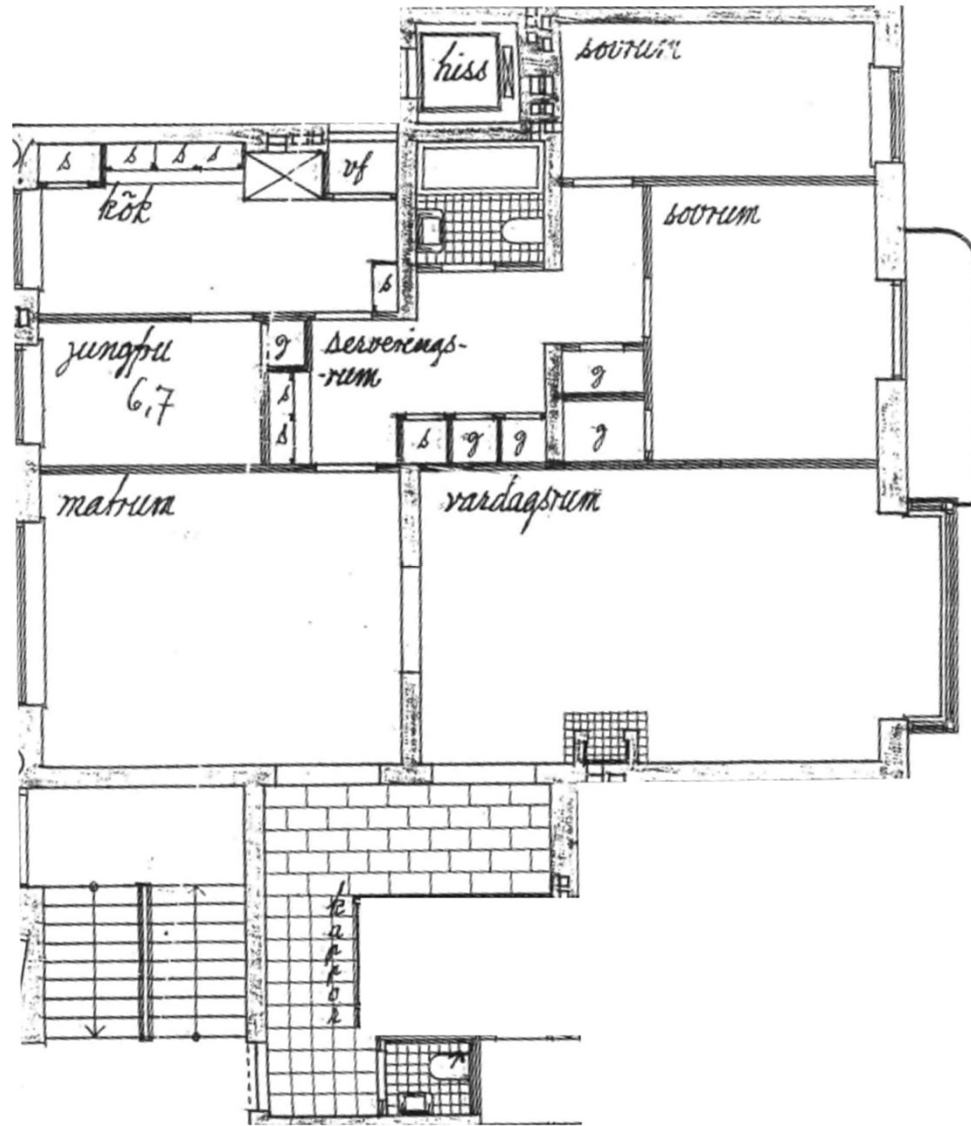 hiss
sovrum
s
s
s
s
vf
kök
sovrum
s
jungfru
6,7
g
serverings-
-rum
g
s
s
s
g
g
g
matrum
vardagsrum
k
a
p
p
o
r